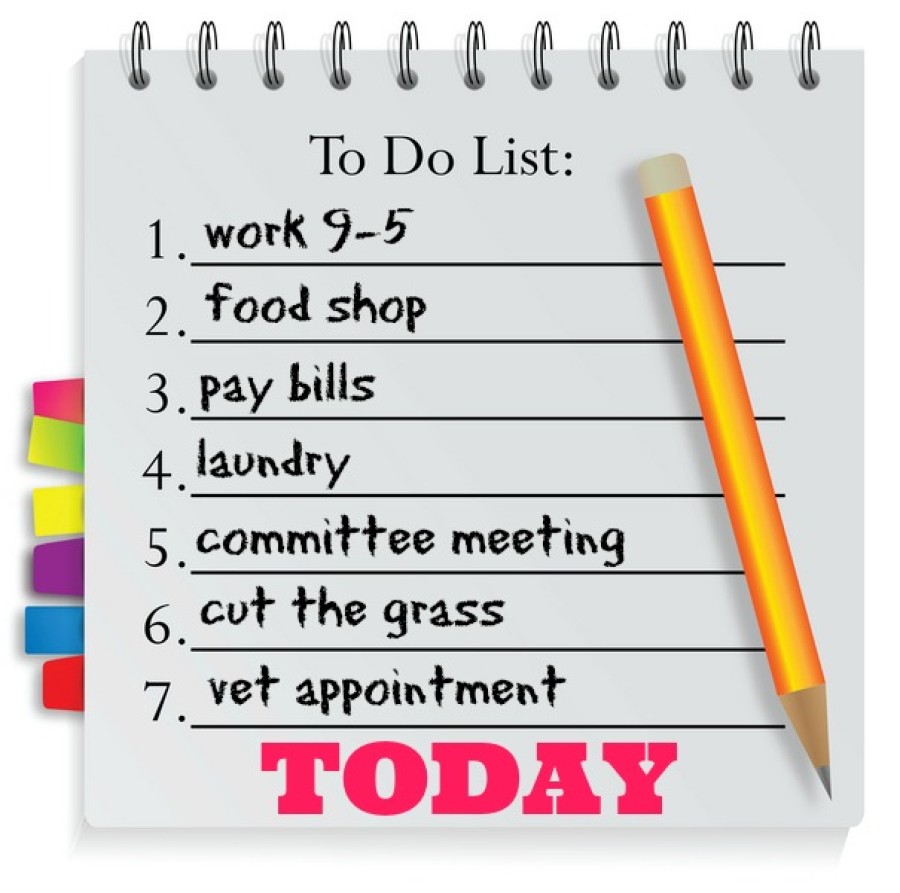 To Do List:
1. work 9-5
2. food shop
3. pay bills
4. laundry
5. committee meeting
6. cut the grass
7. vet appointment
TODAY